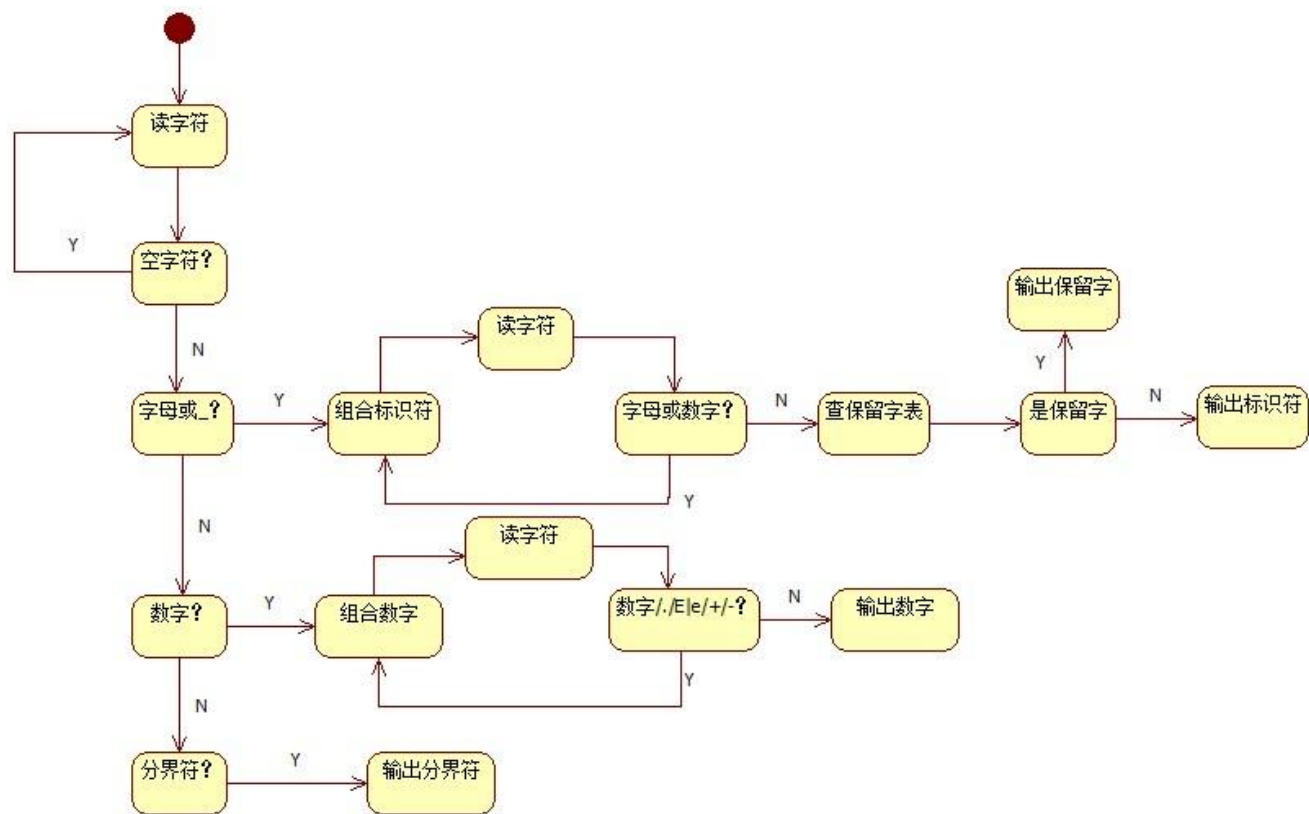 读字符
Y
空字符？
N
输出保留字
读字符
Y
字母或_？
Y
组合标识符
字母或数字？
N
查保留字表
是保留字
N
输出标识符
Y
N
读字符
数字？
Y
组合数字
数字/./E|e/+/-？
N
输出数字
Y
N
分界符？
Y
输出分界符